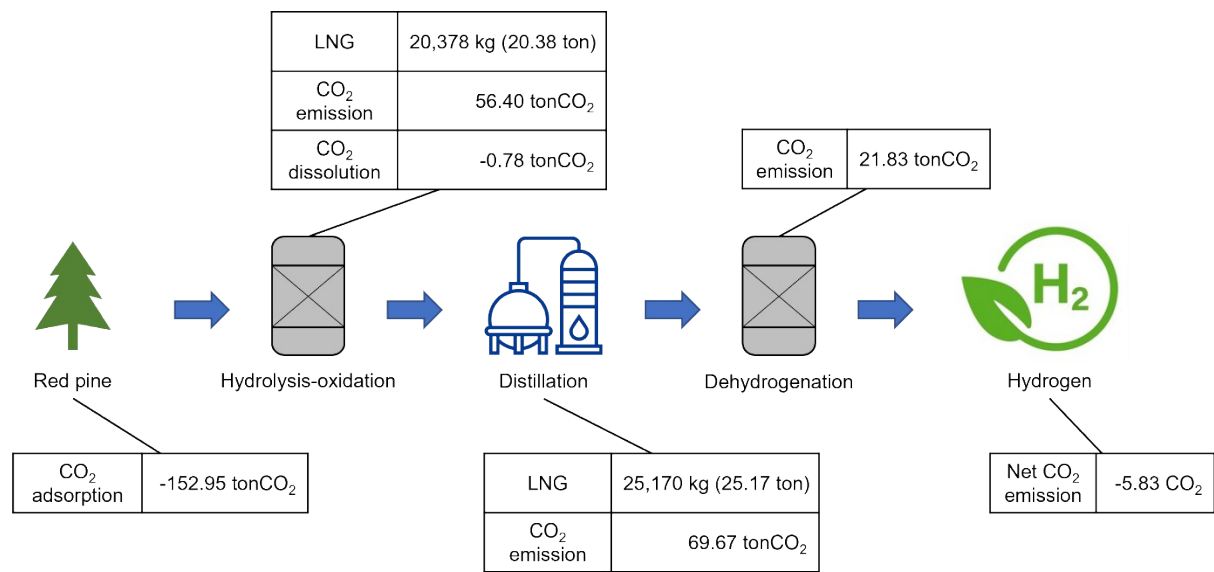 LNG 20,378 kg (20.38 ton)
CO₂ emission 56.40 tonCO₂
CO₂ dissolution -0.78 tonCO₂
CO₂ emission 21.83 tonCO₂
H₂
Red pine
Hydrolysis-oxidation
Distillation
Dehydrogenation
Hydrogen
CO₂ adsorption -152.95 tonCO₂
LNG 25,170 kg (25.17 ton)
CO₂ emission 69.67 tonCO₂
Net CO₂ emission -5.83 CO₂